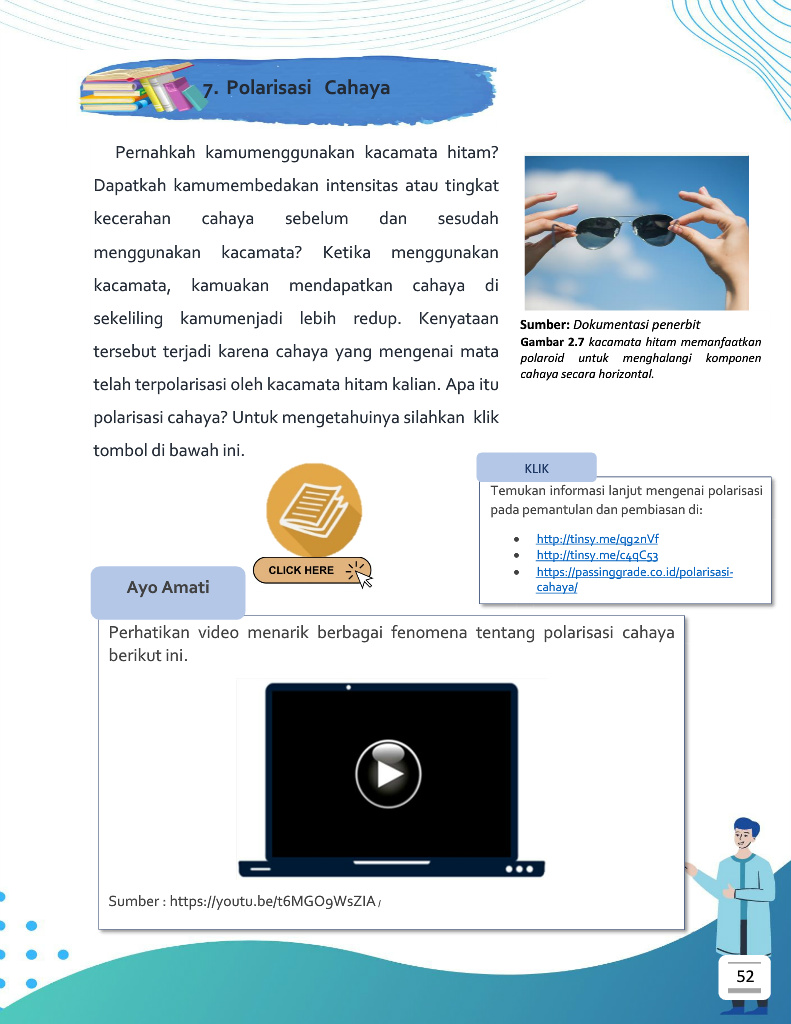 7. Polarisasi Cahaya
Pernahkah kamumenggunakan kacamata hitam?
Dapatkah kamumembedakan intensitas atau tingkat
kecerahan cahaya sebelum dan sesudah
menggunakan kacamata? Ketika menggunakan
kacamata, kamuakan mendapatkan cahaya di
sekeliling kamumenjadi lebih redup. Kenyataan
tersebut terjadi karena cahaya yang mengenai mata
telah terpolarisasi oleh kacamata hitam kalian. Apa itu
polarisasi cahaya? Untuk mengetahuinya silahkan klik
tombol di bawah ini.
Sumber: Dokumentasi penerbit
Gambar 2.7 kacamata hitam memanfaatkan
polaroid untuk menghalangi komponen
cahaya secara horizontal.
CLICK HERE
KLIK
Temukan informasi lanjut mengenai polarisasi
pada pemantulan dan pembiasan di:
• http://tinsy.me/qg2nVf
• http://tinsy.me/c4qC53
• https://passinggrade.co.id/polarisasi-
cahaya/
Ayo Amati
Perhatikan video menarik berbagai fenomena tentang polarisasi cahaya
berikut ini.
Sumber : https://youtu.be/t6MGO9WsZIA /
52